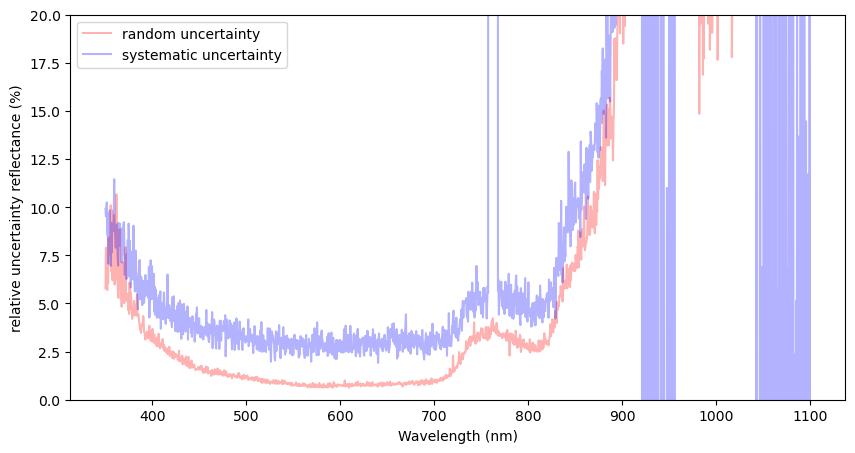 random uncertainty
systematic uncertainty
relative uncertainty reflectance (%)
20.0
17.5
15.0
12.5
10.0
7.5
5.0
2.5
0.0
400 500 600 700 800 900 1000 1100
Wavelength (nm)